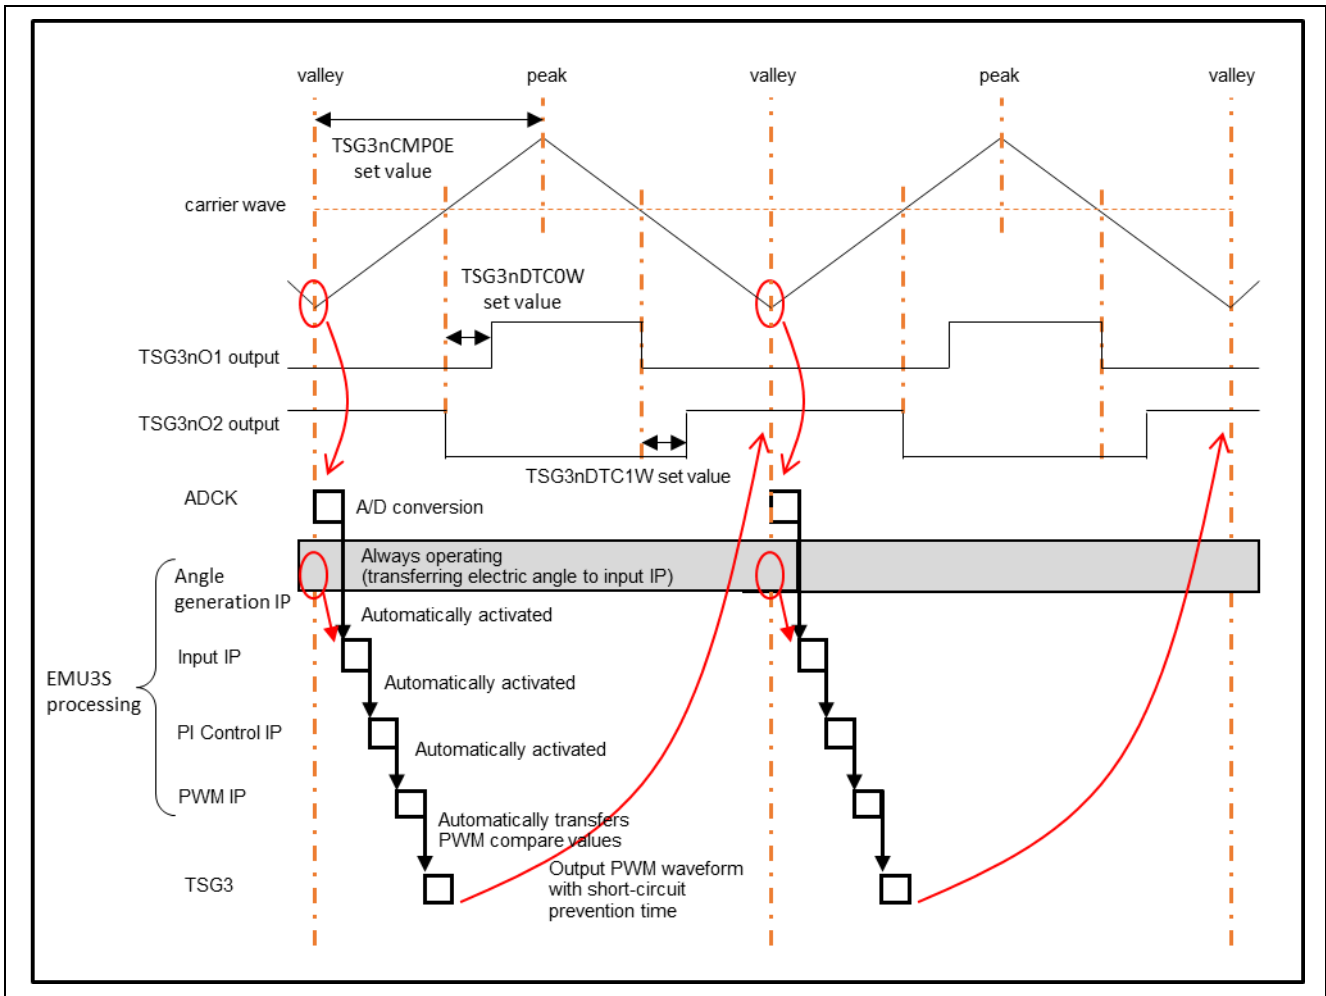 valley
peak
valley
peak
valley
TSG3nCMP0E
set value
carrier wave
TSG3nDTC0W
set value
TSG3nO1 output
TSG3nO2 output
TSG3nDTC1W set value
ADCK
A/D conversion
Always operating
(transferring electric angle to input IP)
Angle
generation IP
Automatically activated
Input IP
EMU3S
processing
Automatically activated
PI Control IP
Automatically activated
PWM IP
Automatically transfers
PWM compare values
TSG3
Output PWM waveform
with short-circuit
prevention time